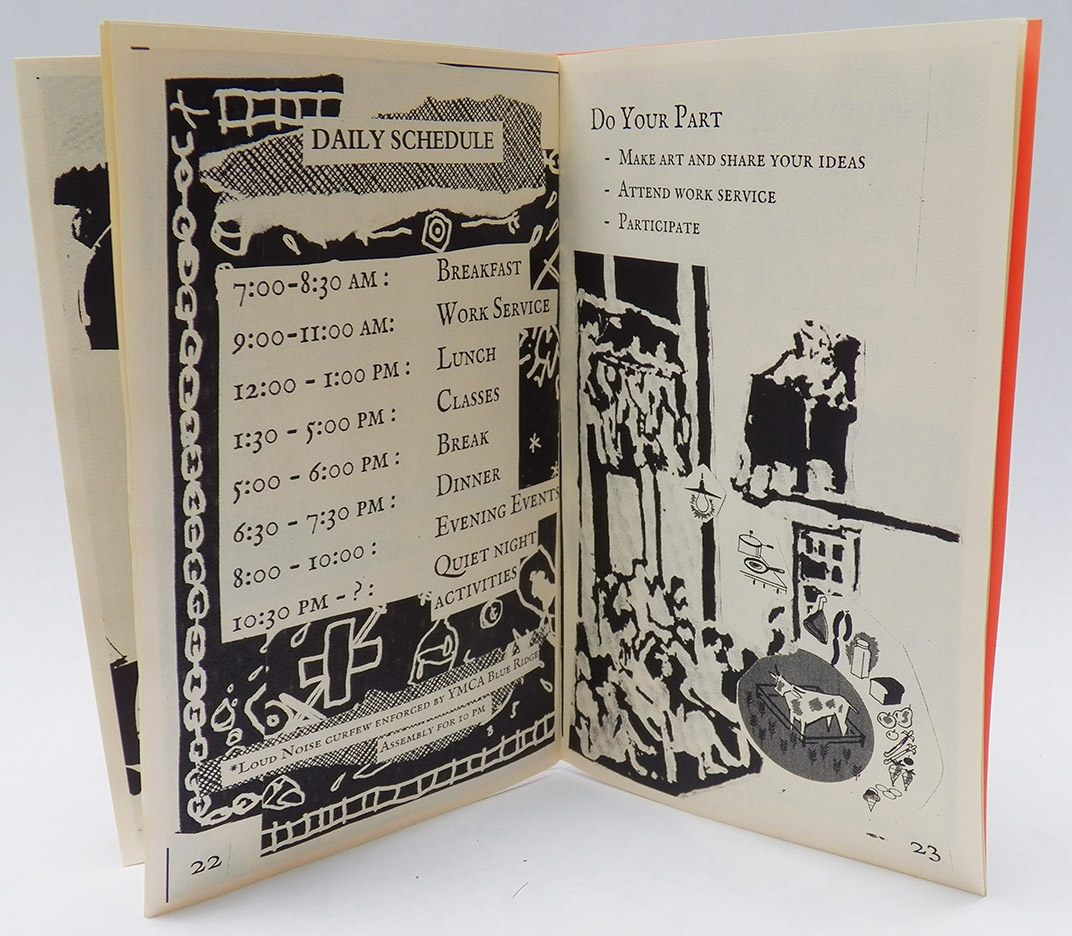 DAILY SCHEDULE
7:00-8:30 AM : BREAKFAST
9:00-11:00 AM: WORK SERVICE
12:00 - 1:00 PM : LUNCH
1:30 - 5:00 PM : CLASSES
5:00 - 6:00 PM : BREAK
6:30 - 7:30 PM : DINNER
8:00 - 10:00 : EVENING EVENTS
10:30 PM - ? : QUIET NIGHT
ACTIVITIES
*LOUD NOISE CURFEW ENFORCED BY YMCA BLUE RIDGE
ASSEMBLY FOR 10 PM
22
DO YOUR PART
- MAKE ART AND SHARE YOUR IDEAS
- ATTEND WORK SERVICE
- PARTICIPATE
23